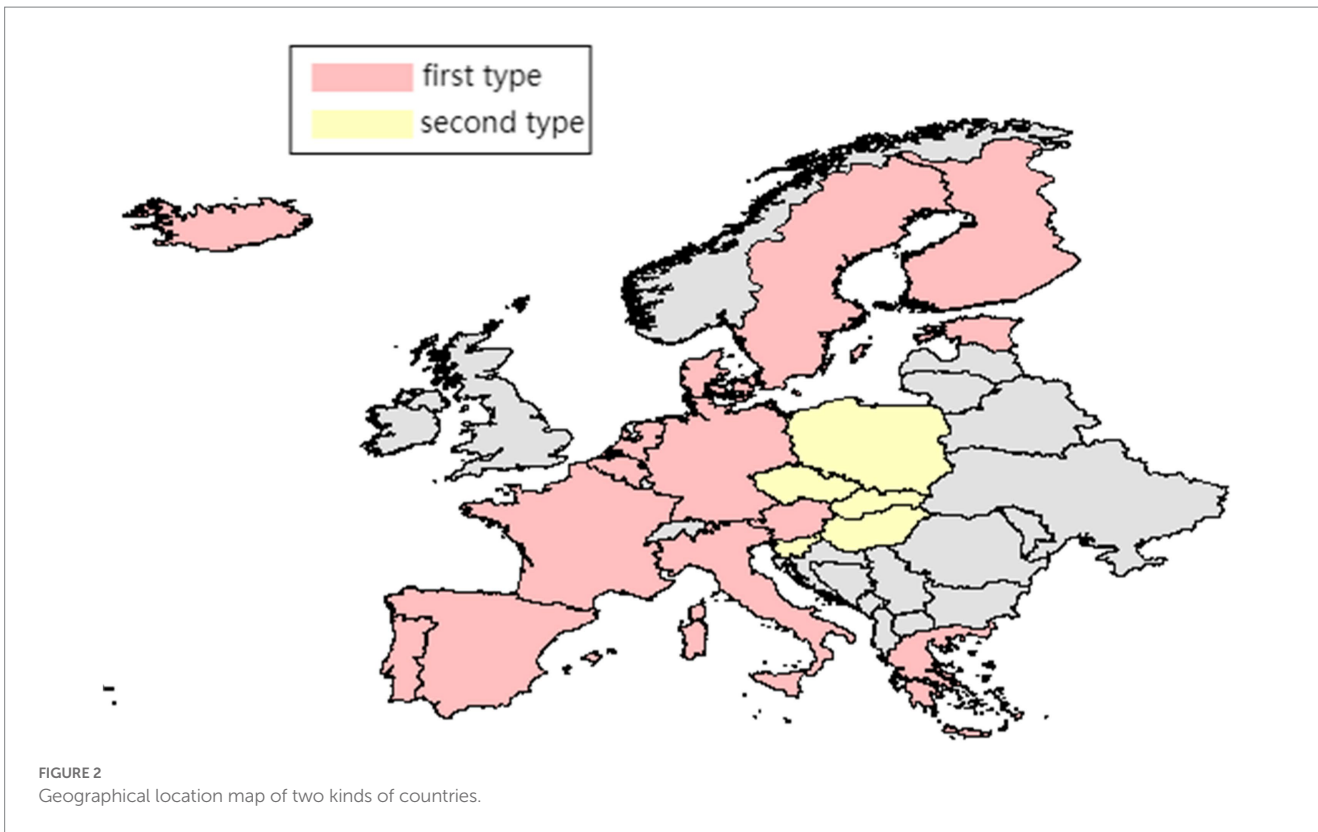 first type
second type
FIGURE 2
Geographical location map of two kinds of countries.